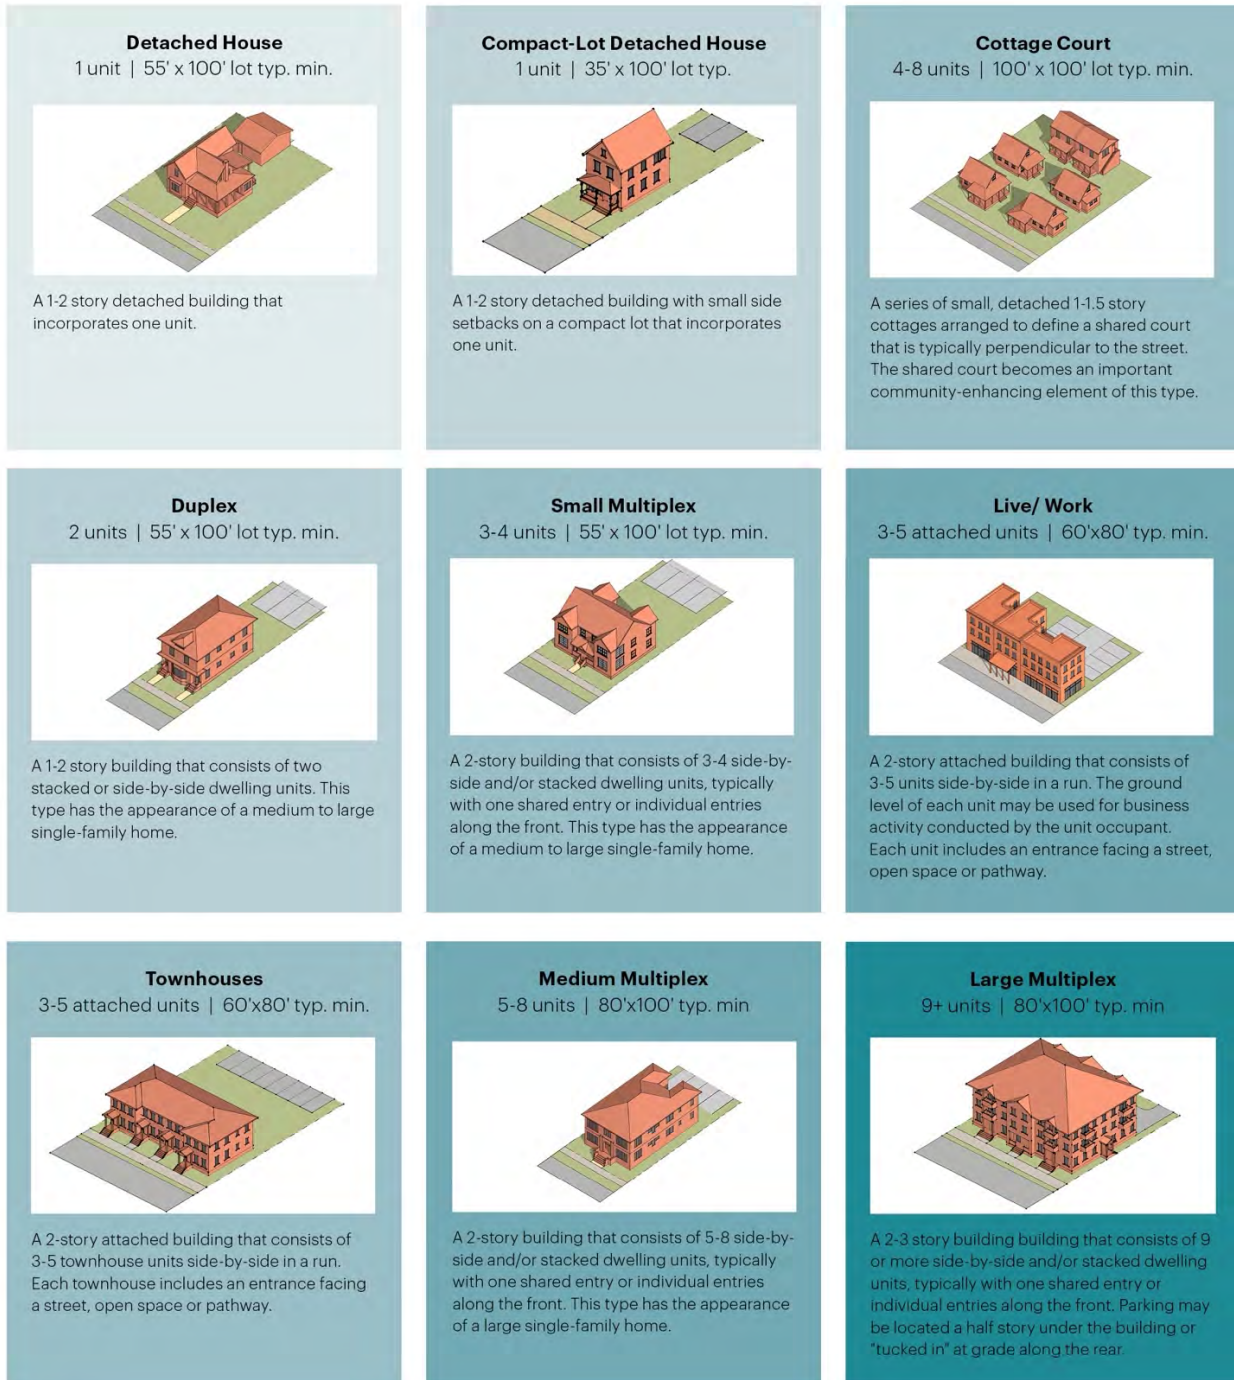 Detached House
1 unit | 55' x 100' lot typ. min.
A 1-2 story detached building that
incorporates one unit.
Compact-Lot Detached House
1 unit | 35' x 100' lot typ.
A 1-2 story detached building with small side
setbacks on a compact lot that incorporates
one unit.
Cottage Court
4-8 units | 100' x 100' lot typ. min.
A series of small, detached 1-1.5 story
cottages arranged to define a shared court
that is typically perpendicular to the street.
The shared court becomes an important
community-enhancing element of this type.
Duplex
2 units | 55' x 100' lot typ. min.
A 1-2 story building that consists of two
stacked or side-by-side dwelling units. This
type has the appearance of a medium to large
single-family home.
Small Multiplex
3-4 units | 55' x 100' lot typ. min.
A 2-story building that consists of 3-4 side-by-
side and/or stacked dwelling units, typically
with one shared entry or individual entries
along the front. This type has the appearance
of a medium to large single-family home.
Live/ Work
3-5 attached units | 60'x80' typ. min.
A 2-story attached building that consists of
3-5 units side-by-side in a run. The ground
level of each unit may be used for business
activity conducted by the unit occupant.
Each unit includes an entrance facing a street,
open space or pathway.
Townhouses
3-5 attached units | 60'x80' typ. min.
A 2-story attached building that consists of
3-5 townhouse units side-by-side in a run.
Each townhouse includes an entrance facing
a street, open space or pathway.
Medium Multiplex
5-8 units | 80'x100' typ. min
A 2-story building that consists of 5-8 side-by-
side and/or stacked dwelling units, typically
with one shared entry or individual entries
along the front. This type has the appearance
of a large single-family home.
Large Multiplex
9+ units | 80'x100' typ. min
A 2-3 story building building that consists of 9
or more side-by-side and/or stacked dwelling
units, typically with one shared entry or
individual entries along the front. Parking may
be located a half story under the building or
"tucked in" at grade along the rear.